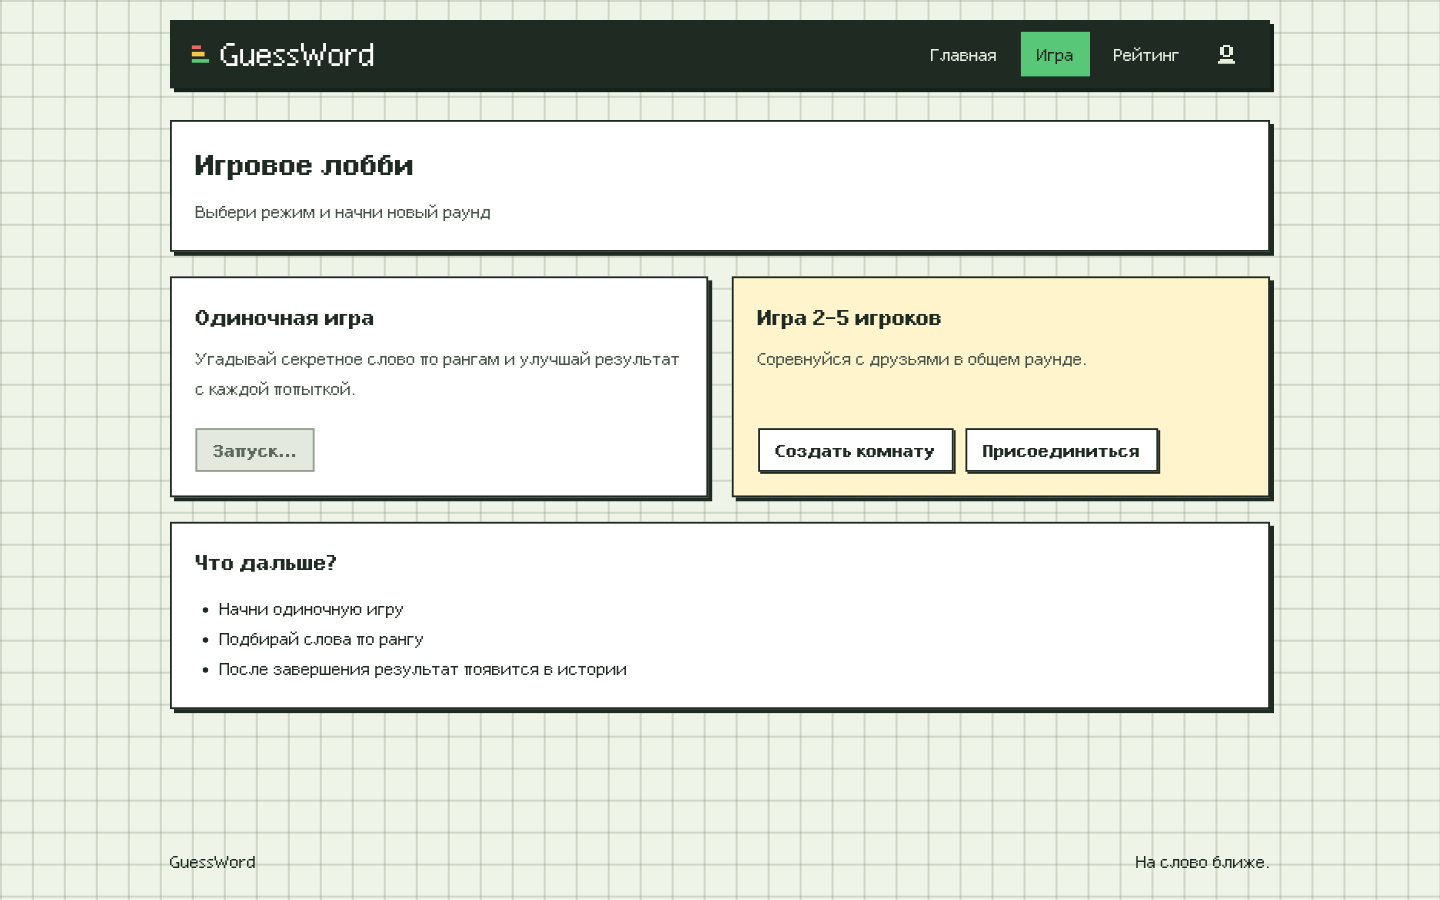 GuessWord
Главная
Игра
Рейтинг
Игровое лобби
Выбери режим и начни новый раунд
Одиночная игра
Угадывай секретное слово по рангам и улучшай результат
с каждой попыткой.
Запуск...
Игра 2-5 игроков
Соревнуйся с друзьями в общем раунде.
Создать комнату
Присоединиться
Что дальше?
• Начни одиночную игру
• Подбирай слова по рангу
• После завершения результат появится в истории
GuessWord
На слово ближе.